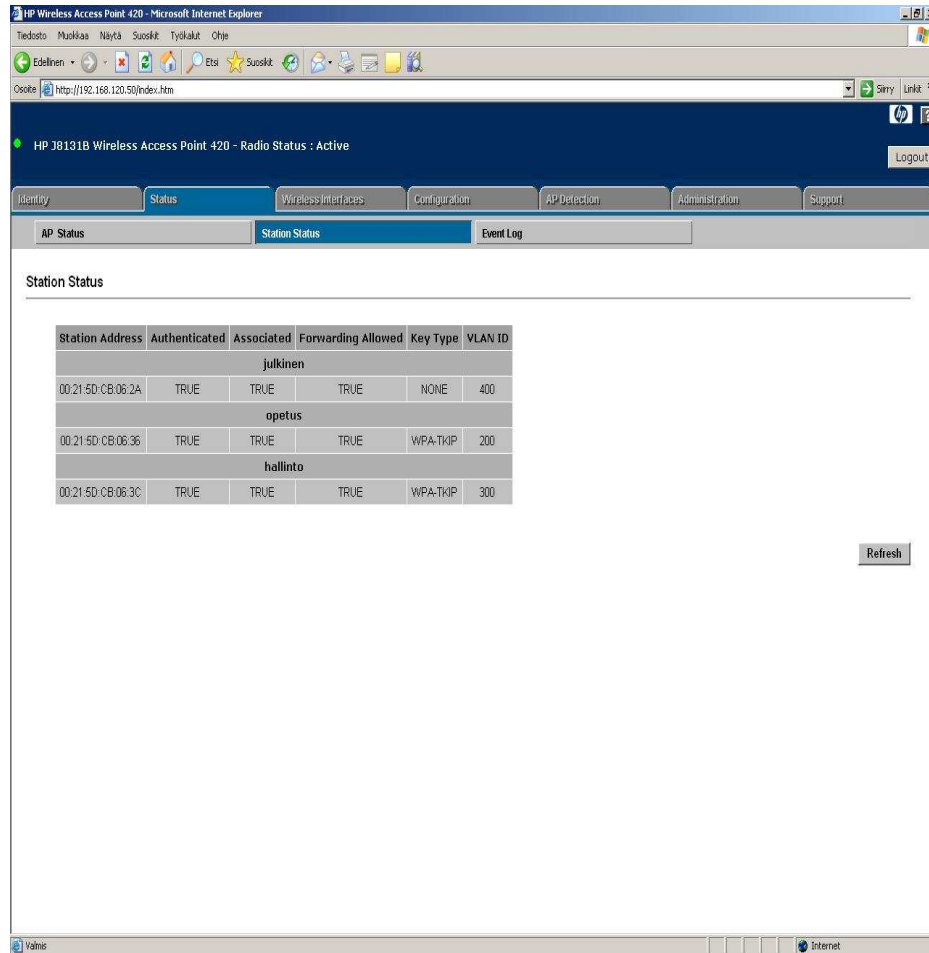 HP Wireless Access Point 420 - Microsoft Internet Explorer
Tiedosto Muokkaa Näytä Suosikit Työkalut Ohje
Edellinen Etsi Suosikit
Osoite http://192.168.120.50/index.htm Siirry Linkit
hp
HP J8131B Wireless Access Point 420 - Radio Status : Active
Logout
Identity Status Wireless Interfaces Configuration AP Detection Administration Support
AP Status Station Status Event Log
Station Status
Station Address Authenticated Associated Forwarding Allowed Key Type VLAN ID
julkinen
00:21:5D:CB:06:2A TRUE TRUE TRUE NONE 400
opetus
00:21:5D:CB:06:36 TRUE TRUE TRUE WPA-TKIP 200
hallinto
00:21:5D:CB:06:3C TRUE TRUE TRUE WPA-TKIP 300
Refresh
Valmis Internet